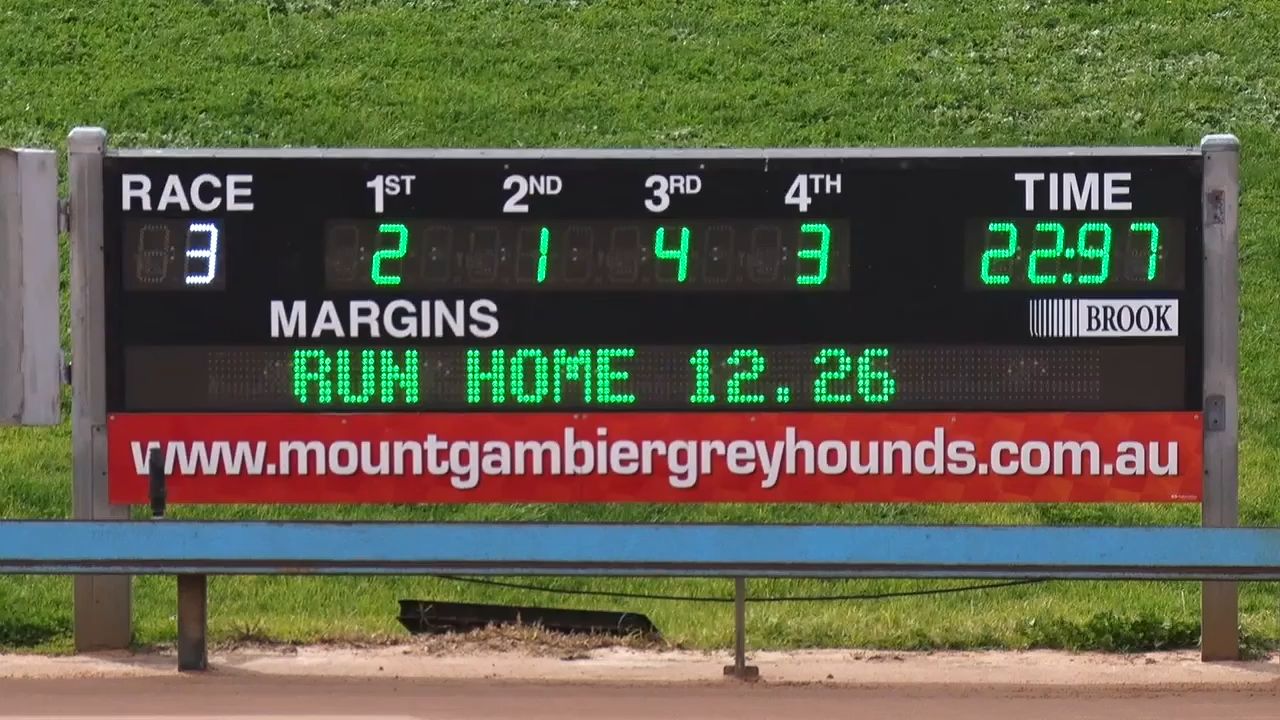 RACE 1ST 2ND 3RD 4TH TIME
3 2 1 4 3 22:97
MARGINS BROOK
RUN HOME 12.26
www.mountgambiergreyhounds.com.au